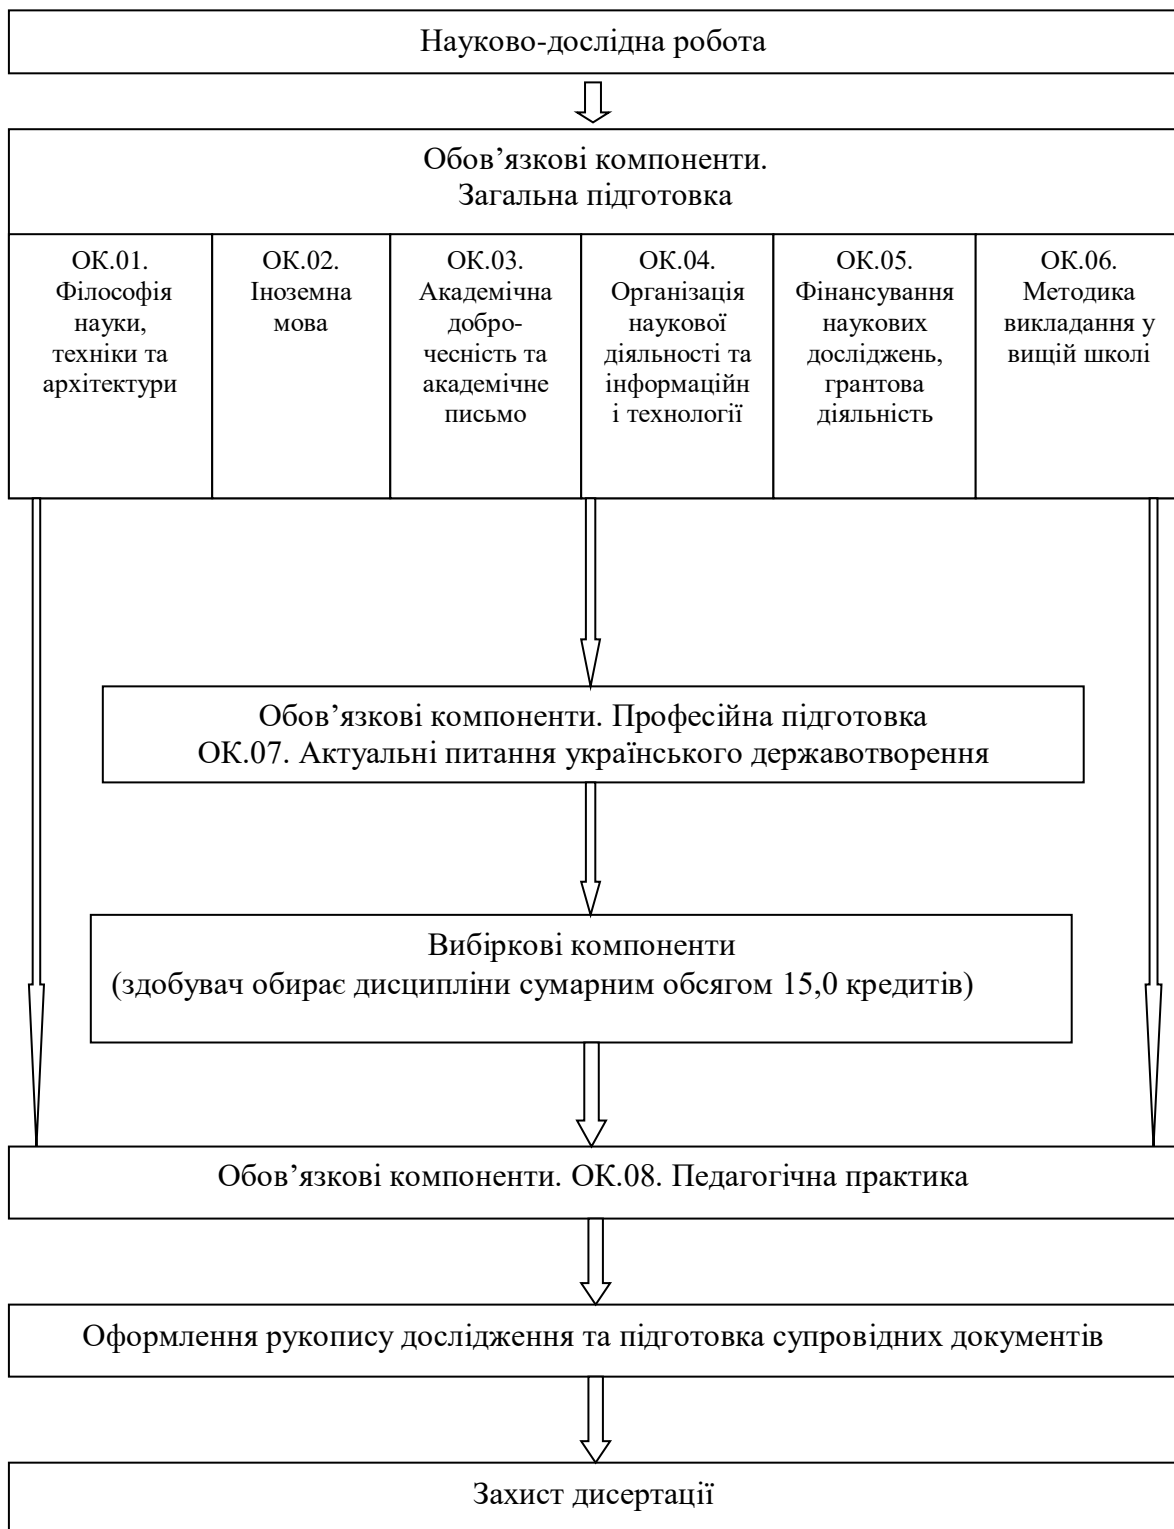 Науково-дослідна робота
Обов’язкові компоненти.
Загальна підготовка
ОК.01.
Філософія
науки,
техніки та
архітектури
ОК.02.
Іноземна
мова
ОК.03.
Академічна
добро-
чесність та
академічне
письмо
ОК.04.
Організація
наукової
діяльності та
інформаційн
і технології
ОК.05.
Фінансування
наукових
досліджень,
грантова
діяльність
ОК.06.
Методика
викладання у
вищій школі
Обов’язкові компоненти. Професійна підготовка
ОК.07. Актуальні питання українського державотворення
Вибіркові компоненти
(здобувач обирає дисципліни сумарним обсягом 15,0 кредитів)
Обов’язкові компоненти. ОК.08. Педагогічна практика
Оформлення рукопису дослідження та підготовка супровідних документів
Захист дисертації